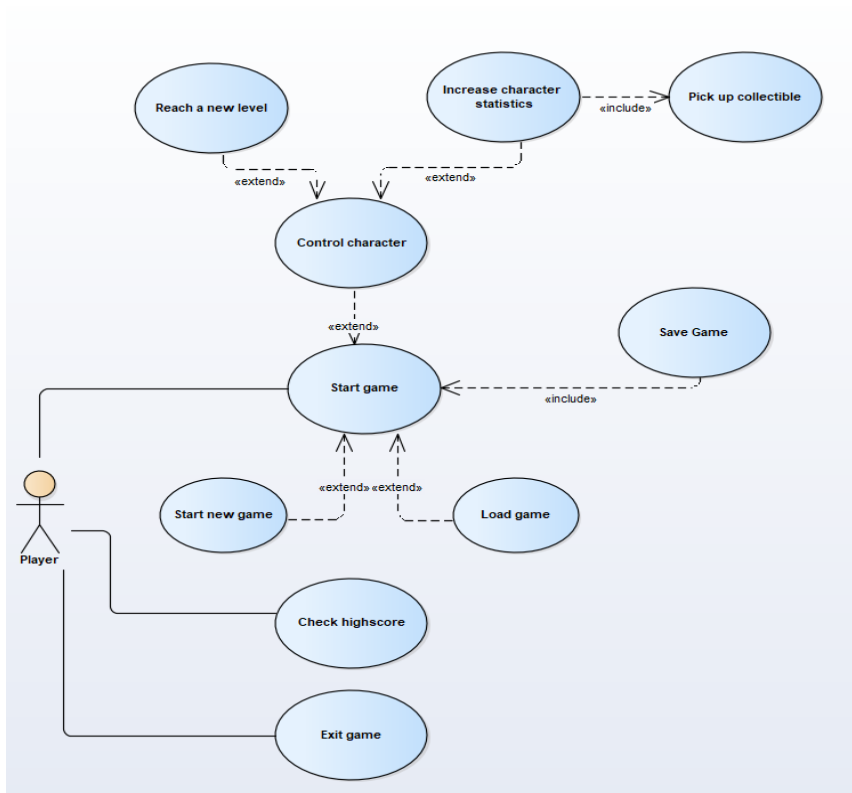 Reach a new level
Increase character
statistics
«include»
Pick up collectible
«extend»
«extend»
Control character
«extend»
Save Game
Start game
«include»
«extend»
«extend»
Start new game
Load game
Player
Check highscore
Exit game